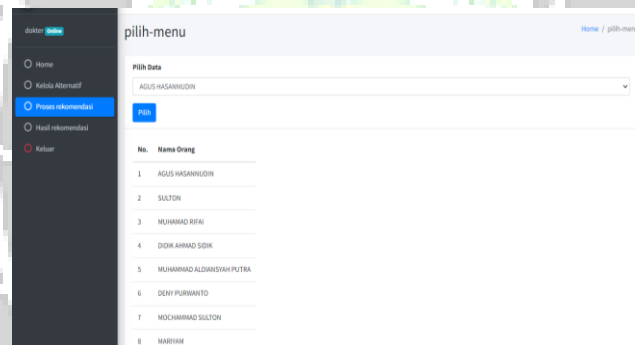 dokter Online
Home
Kelola Alternatif
Proses rekomendasi
Hasil rekomendasi
Keluar
pilih-menu
Home / pilih-men
Pilih Data
AGUS HASANNUDIN
Pilih
No. Nama Orang
1 AGUS HASANNUDIN
2 SULTON
3 MUHAMAD RIFAI
4 DIDIK AHMAD SIDIK
5 MUHAMMAD ALDIANSYAH PUTRA
6 DENY PURWANTO
7 MOCHAMMAD SULTON
8 MARIYAM